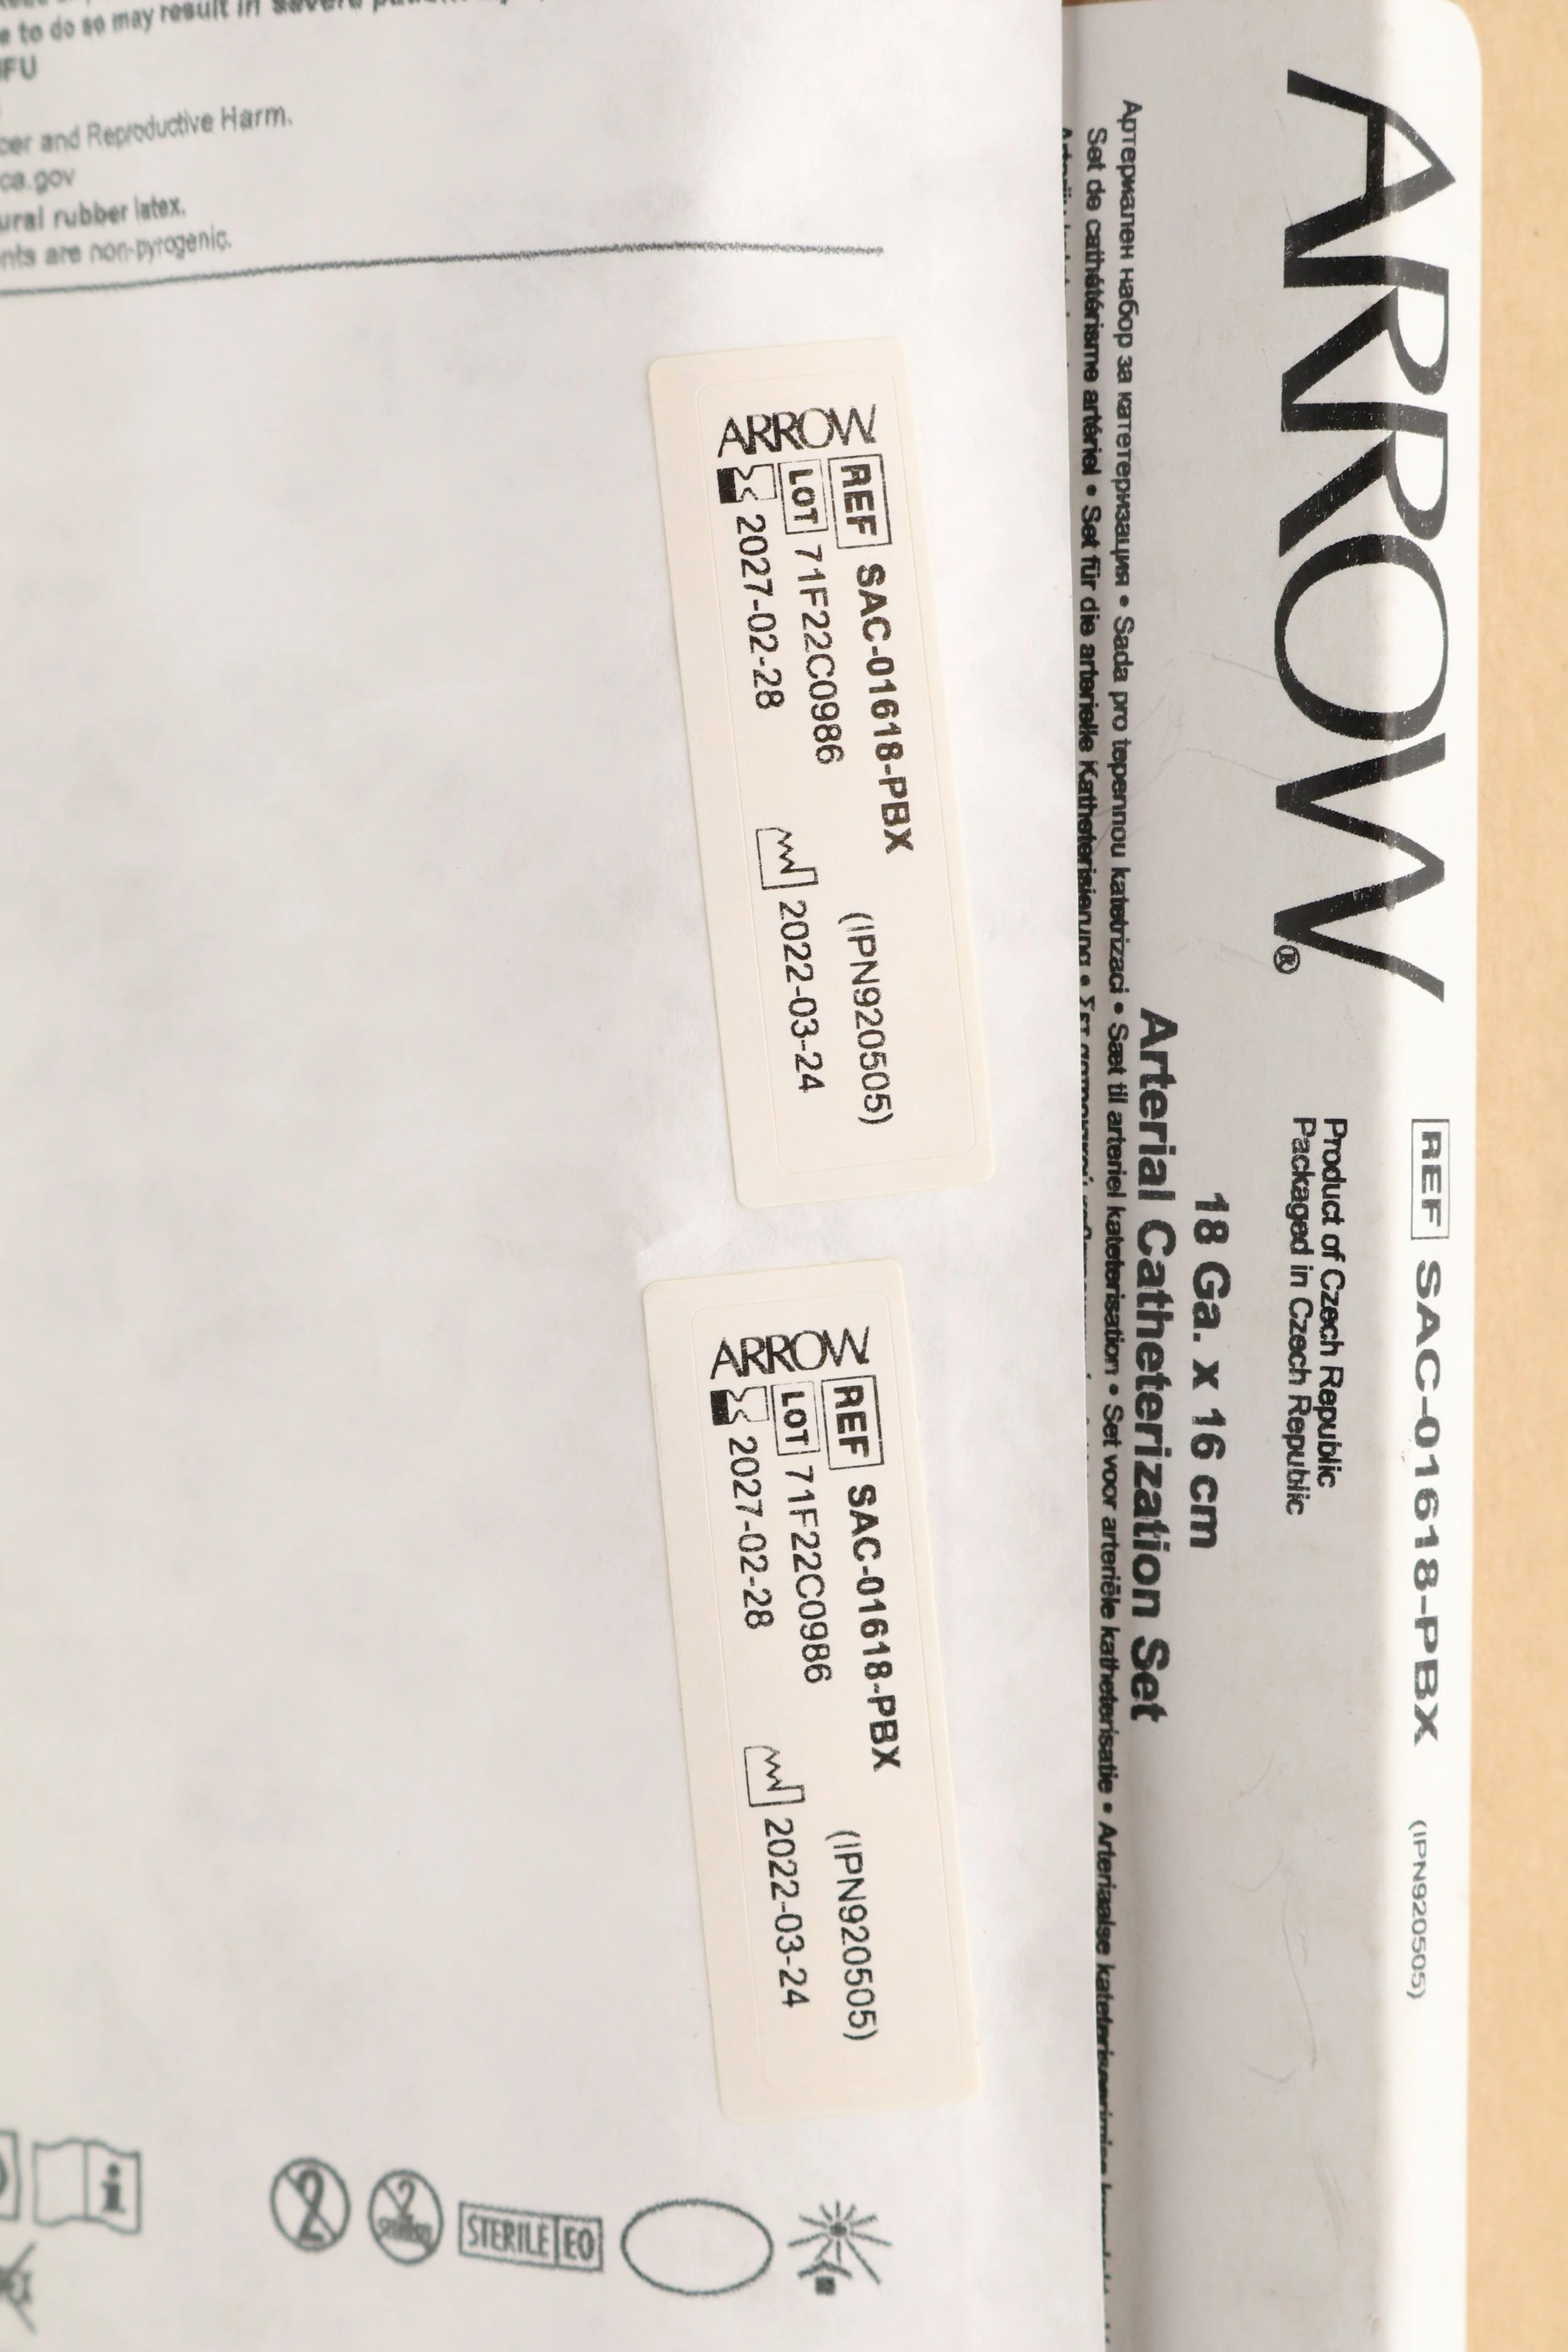 to do so may result in
IFU
and Reproductive Harm.
ca.gov
rubber latex.
are non-pyrogenic.
ARROW
REF SAC-01618-PBX (IPN920505)
LOT 71F22C0986
2027-02-28 2022-03-24
ARROW
REF SAC-01618-PBX (IPN920505)
LOT 71F22C0986
2027-02-28 2022-03-24
STERILE EO
ARROW®
REF SAC-01618-PBX (IPN920505)
Product of Czech Republic
Packaged in Czech Republic
18 Ga. x 16 cm
Arterial Catheterization Set
Артериален набор за катетеризация • Sada pro tepennou katetrizaci • Sæt til arteriel kateterisation • Set voor arteriële katheterisatie • Arteriaalse
Set de cathétérisme artériel • Set für die arterielle Katheterisierung • Σετ